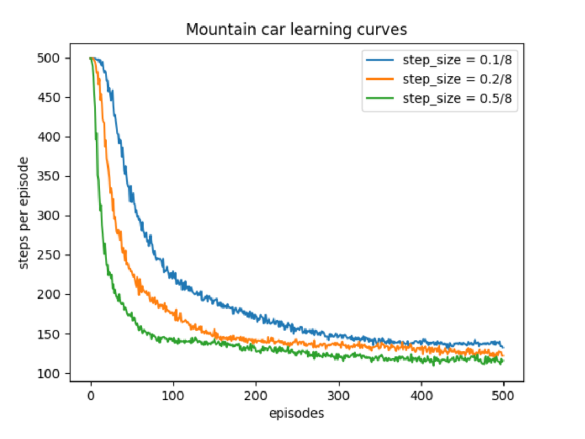 Mountain car learning curves
step_size = 0.1/8
step_size = 0.2/8
step_size = 0.5/8
steps per episode
500
450
400
350
300
250
200
150
100
0 100 200 300 400 500
episodes